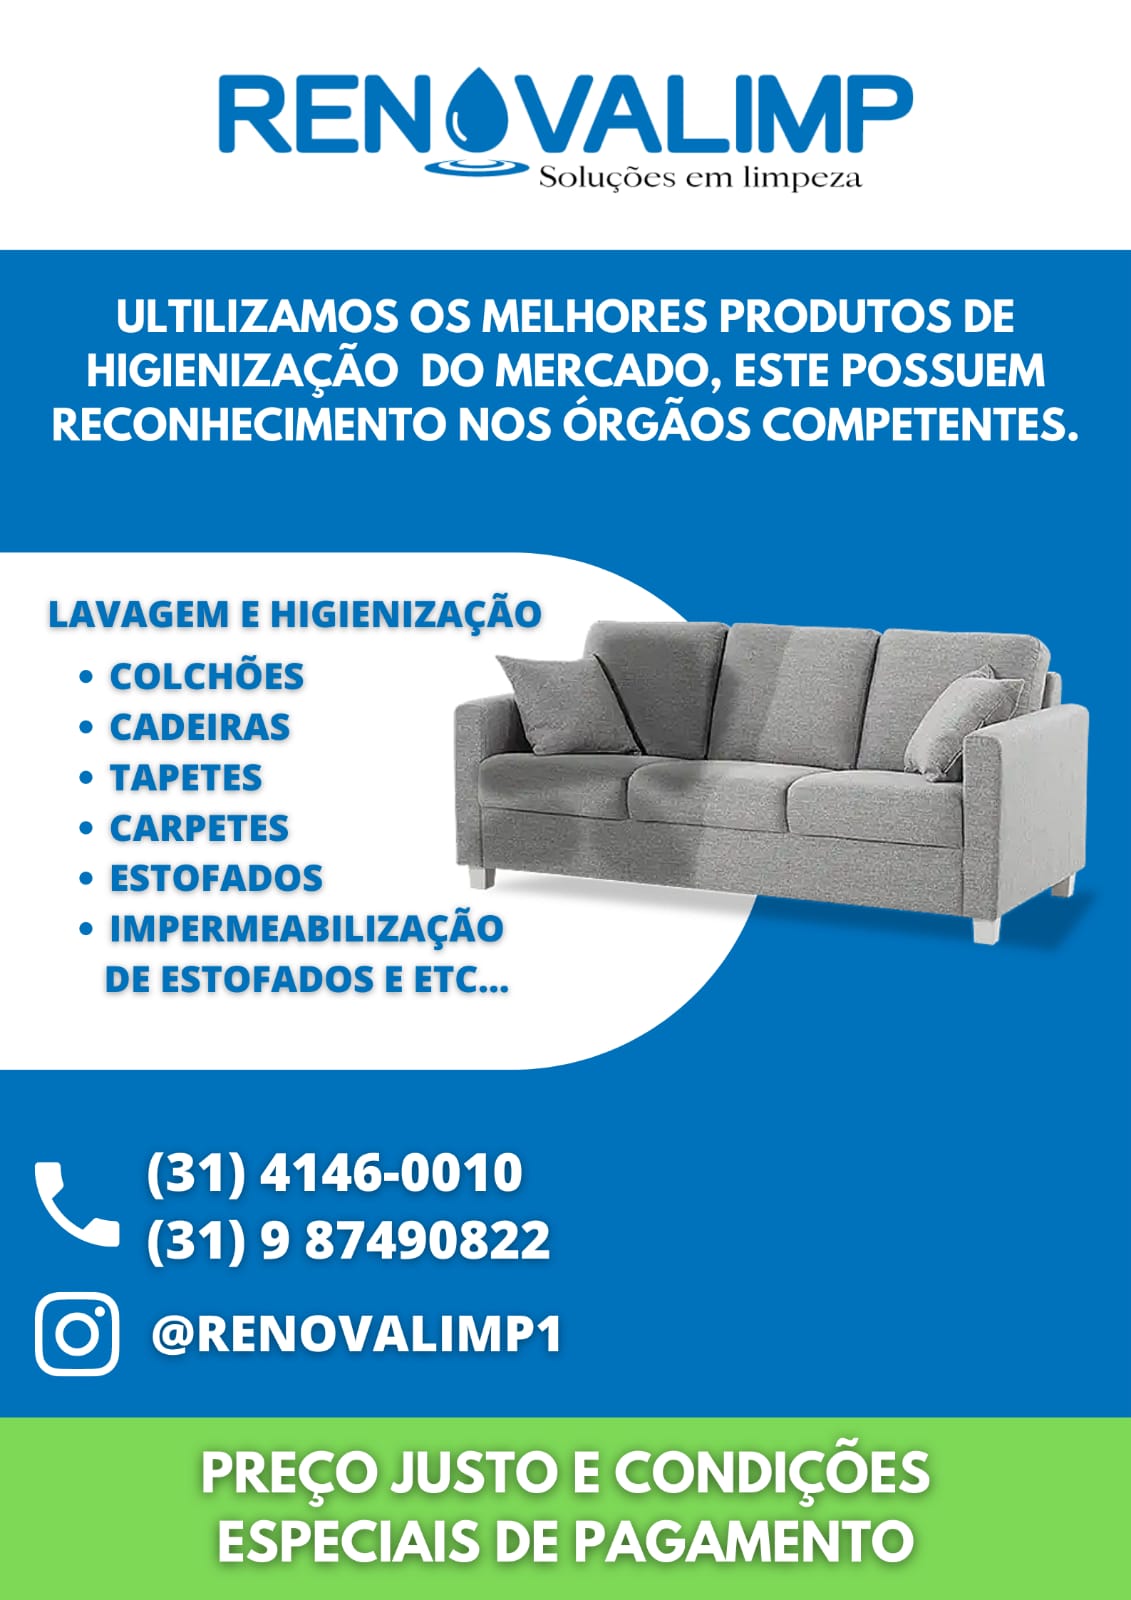 RENOVALIMP
Soluções em limpeza
ULTILIZAMOS OS MELHORES PRODUTOS DE
HIGIENIZAÇÃO DO MERCADO, ESTE POSSUEM
RECONHECIMENTO NOS ÓRGÃOS COMPETENTES.
LAVAGEM E HIGIENIZAÇÃO
• COLCHÕES
• CADEIRAS
• TAPETES
• CARPETES
• ESTOFADOS
• IMPERMEABILIZAÇÃO
DE ESTOFADOS E ETC...
(31) 4146-0010
(31) 9 87490822
@RENOVALIMP1
PREÇO JUSTO E CONDIÇÕES
ESPECIAIS DE PAGAMENTO